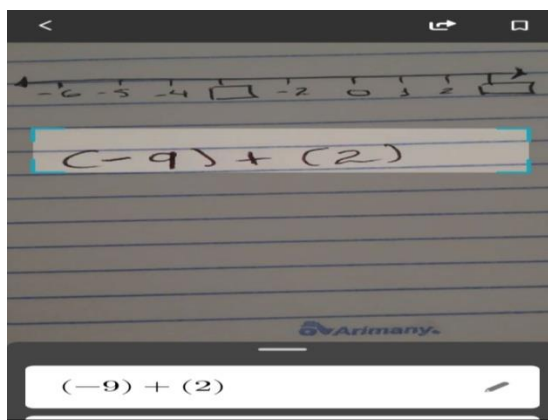 -6 -5 -4 -2 0 1 2
(-9) + (2)
Arimany.
(−9) + (2)